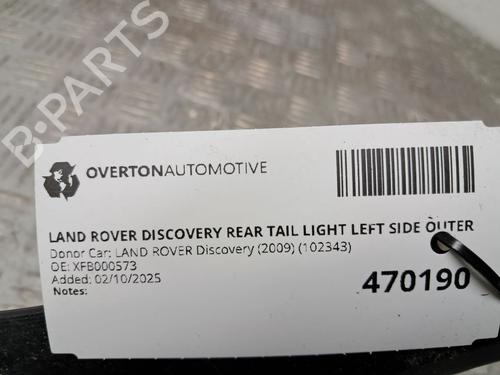 B-PARTS
OVERTONAUTOMOTIVE
LAND ROVER DISCOVERY REAR TAIL LIGHT LEFT SIDE OUTER
Donor Car: LAND ROVER Discovery (2009) (102343)
OE: XFB000573
Added: 02/10/2025
Notes:
470190